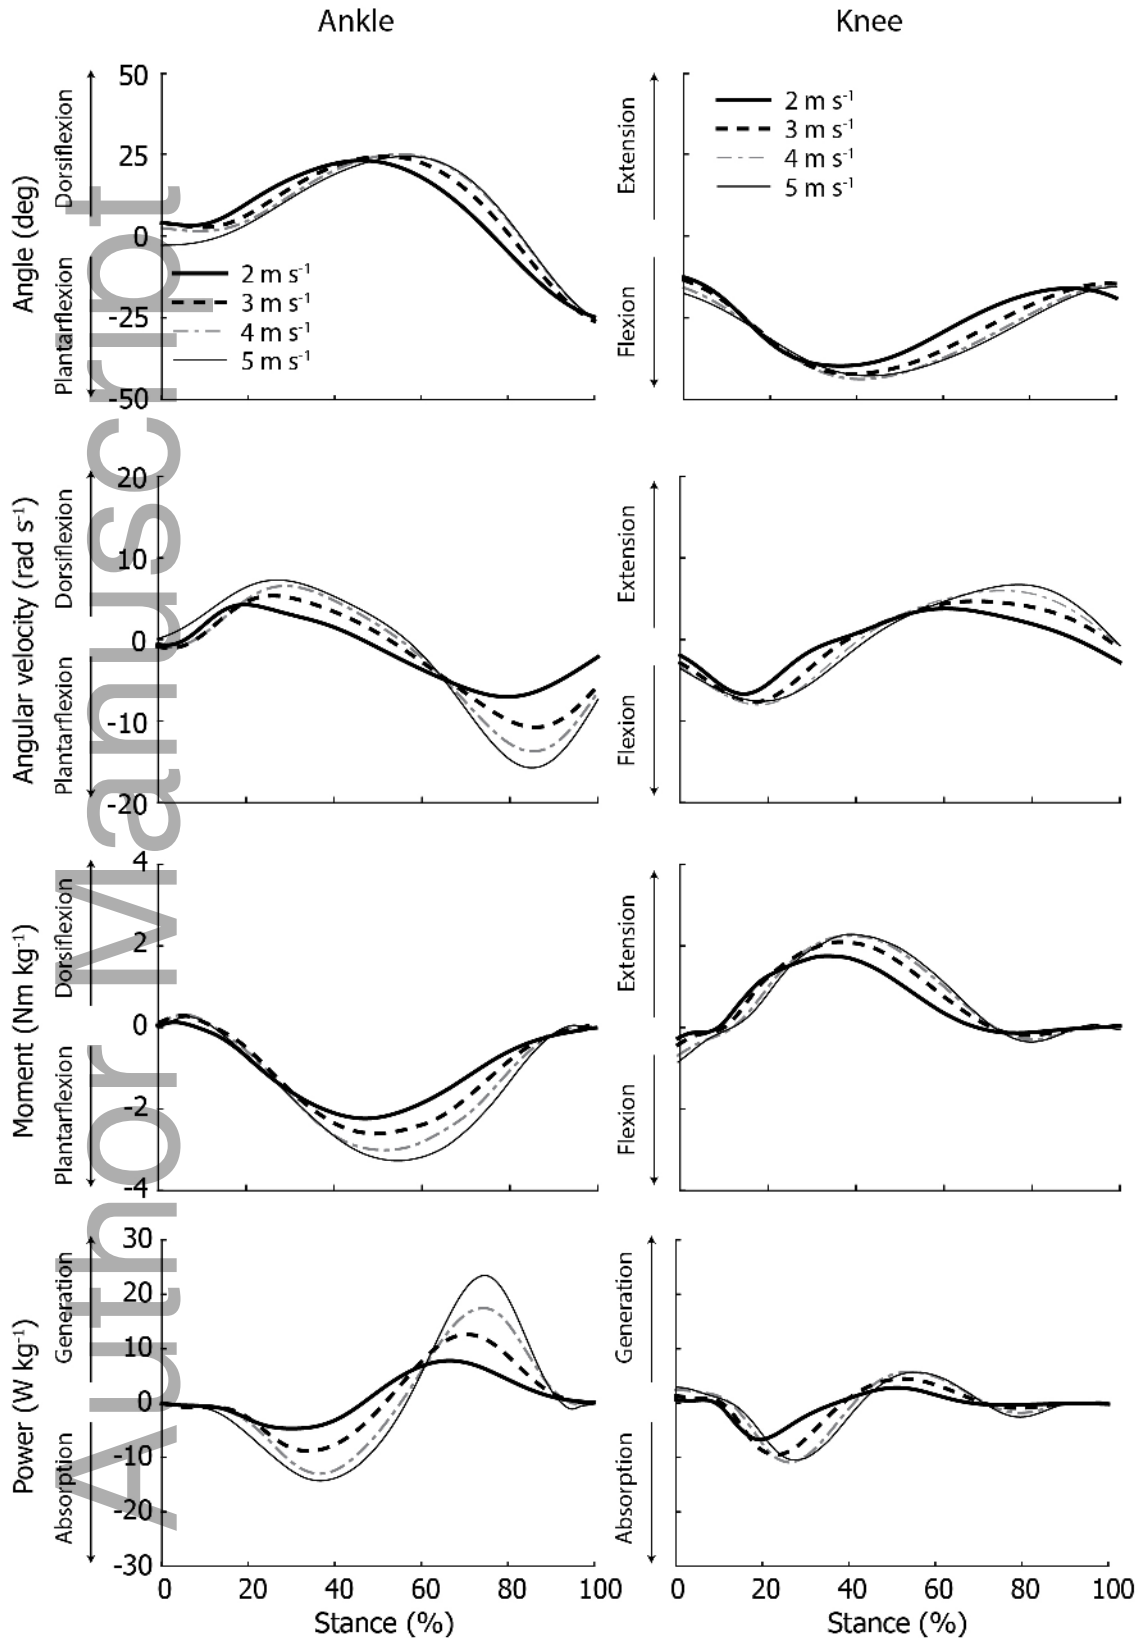 Ankle
Knee
Angle (deg)
Plantarflexion
Dorsiflexion
50
25
0
-25
-50
2 m s⁻¹
3 m s⁻¹
4 m s⁻¹
5 m s⁻¹
Flexion
Extension
2 m s⁻¹
3 m s⁻¹
4 m s⁻¹
5 m s⁻¹
Angular velocity (rad s⁻¹)
Plantarflexion
Dorsiflexion
20
10
0
-10
-20
Flexion
Extension
Moment (Nm kg⁻¹)
Plantarflexion
Dorsiflexion
4
2
0
-2
-4
Flexion
Extension
Power (W kg⁻¹)
Absorption
Generation
30
20
10
0
-10
-20
-30
Absorption
Generation
0 20 40 60 80 100
Stance (%)
0 20 40 60 80 100
Stance (%)
Author Manuscript